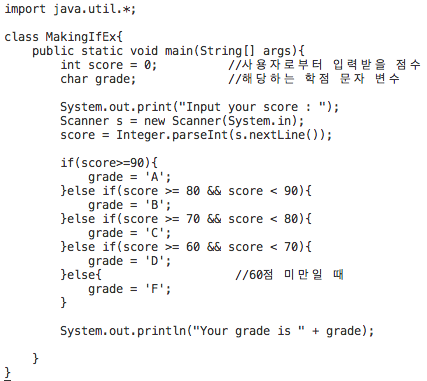 import java.util.*;
class MakingIfEx{
public static void main(String[] args){
int score = 0; //사용자로부터 입력받을 점수
char grade; //해당하는 학점 문자 변수
System.out.print("Input your score : ");
Scanner s = new Scanner(System.in);
score = Integer.parseInt(s.nextLine());
if(score>=90){
grade = 'A';
}else if(score >= 80 && score < 90){
grade = 'B';
}else if(score >= 70 && score < 80){
grade = 'C';
}else if(score >= 60 && score < 70){
grade = 'D';
}else{ //60점 미만일 때
grade = 'F';
}
System.out.println("Your grade is " + grade);
}
}